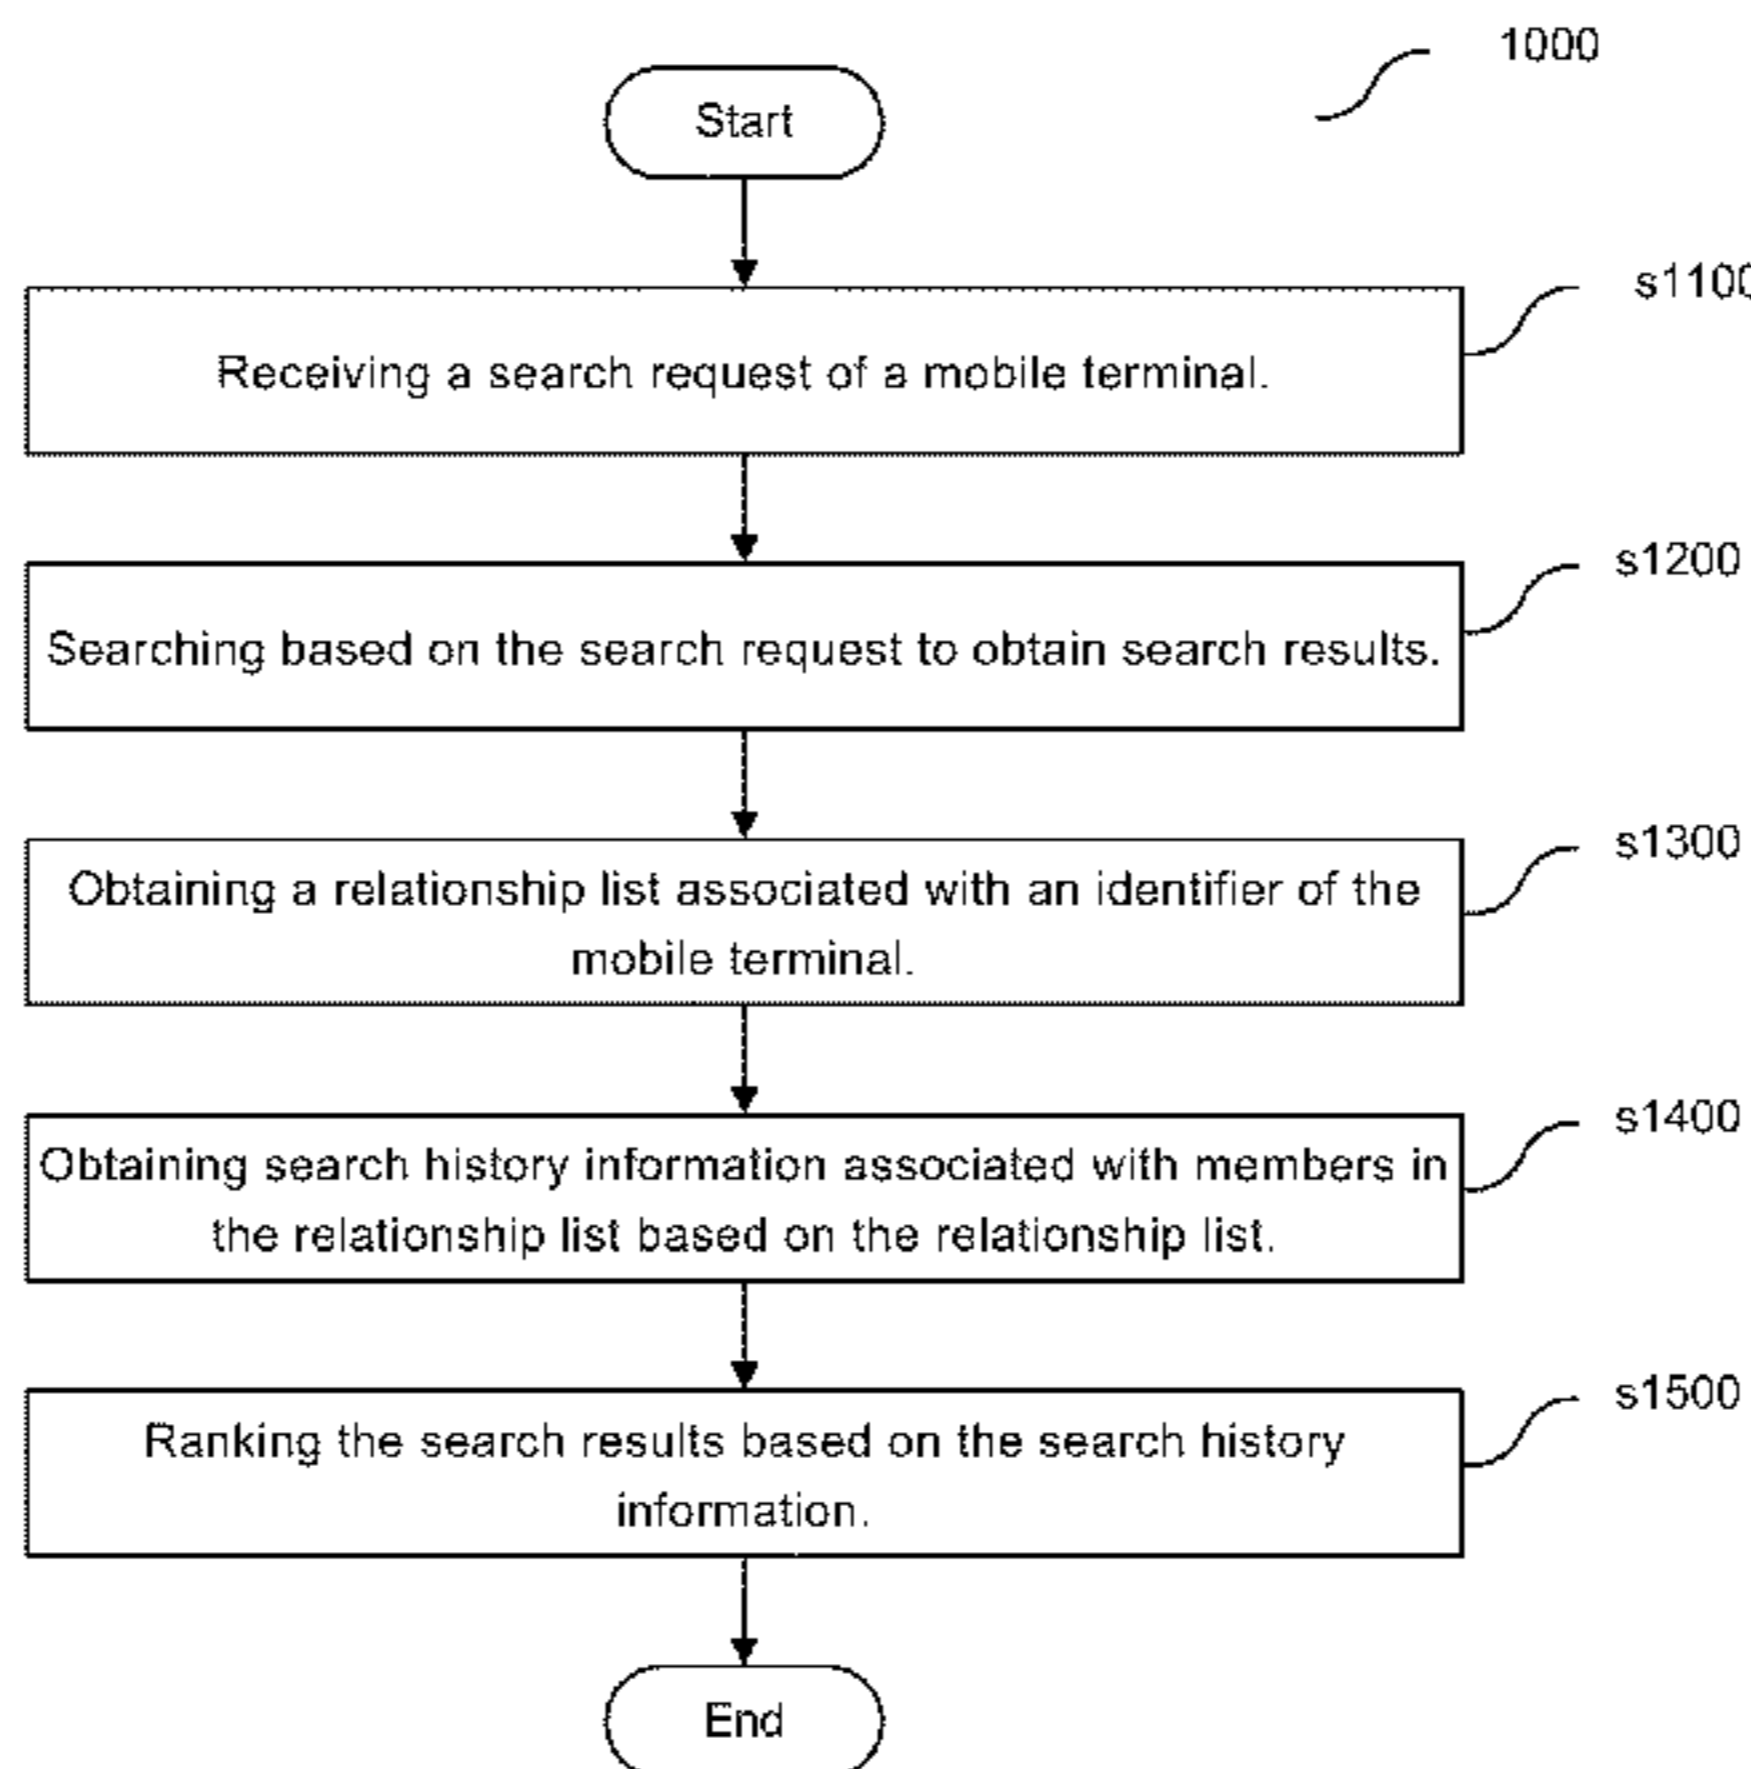 1000
Start
s1100
Receiving a search request of a mobile terminal.
s1200
Searching based on the search request to obtain search results.
s1300
Obtaining a relationship list associated with an identifier of the
mobile terminal.
s1400
Obtaining search history information associated with members in
the relationship list based on the relationship list.
s1500
Ranking the search results based on the search history
information.
End